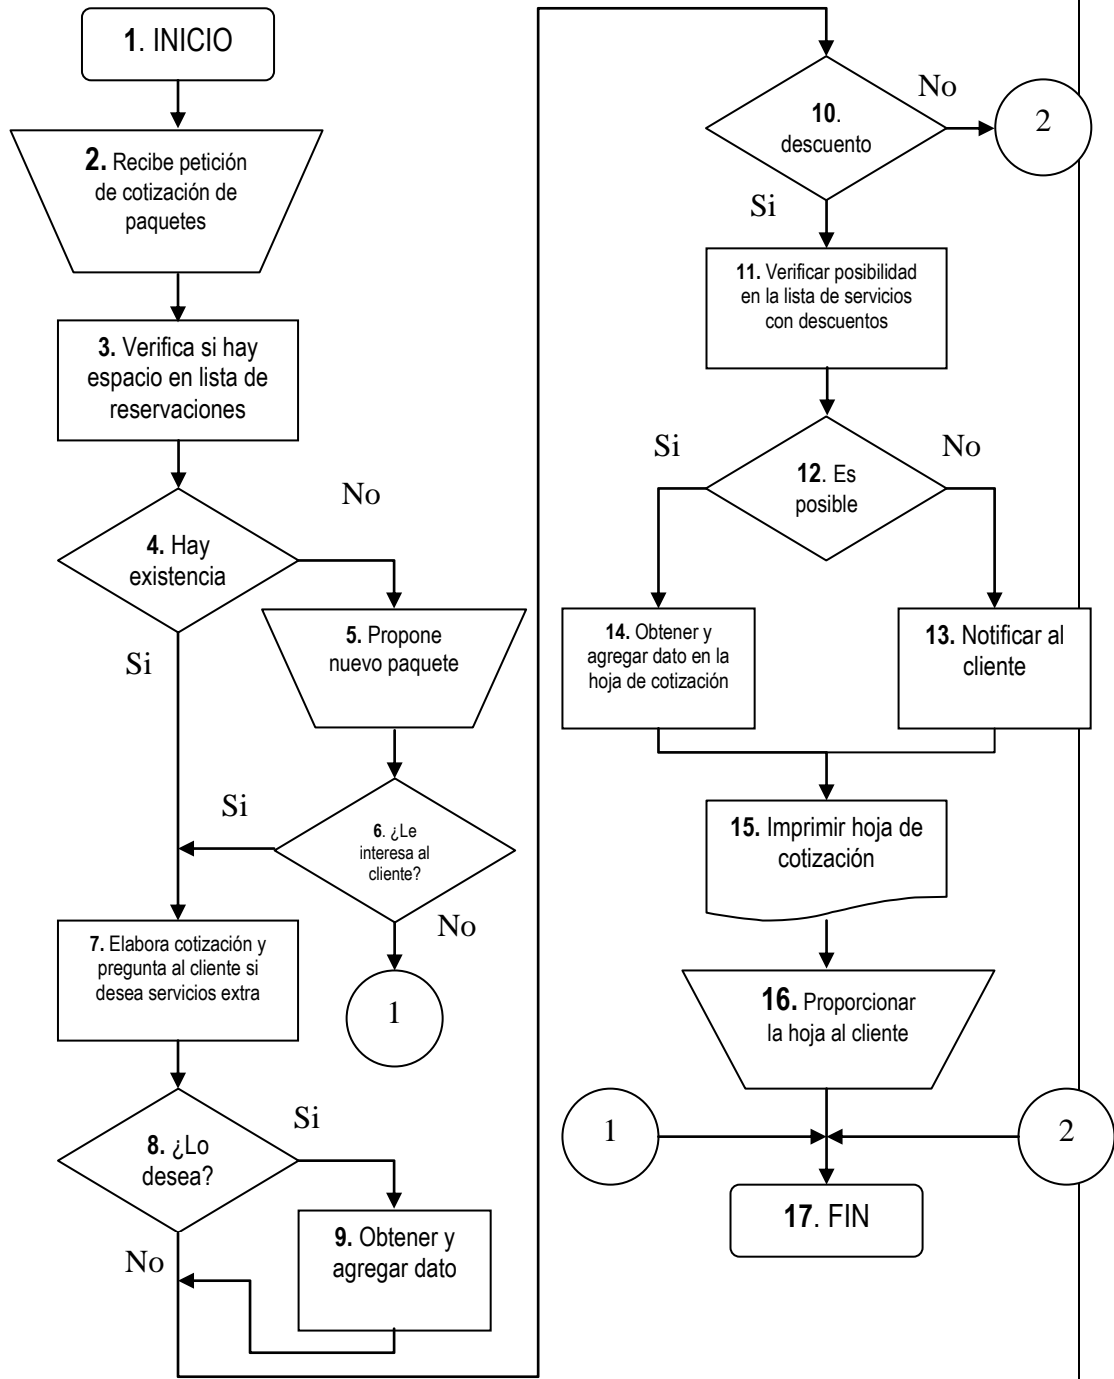 1. INICIO
2. Recibe petición
de cotización de
paquetes
3. Verifica si hay
espacio en lista de
reservaciones
4. Hay
existencia
No
Si
5. Propone
nuevo paquete
6. ¿Le
interesa al
cliente?
Si
No
1
7. Elabora cotización y
pregunta al cliente si
desea servicios extra
8. ¿Lo
desea?
Si
No
9. Obtener y
agregar dato
10.
descuento
No
2
Si
11. Verificar posibilidad
en la lista de servicios
con descuentos
12. Es
posible
Si
No
14. Obtener y
agregar dato en la
hoja de cotización
13. Notificar al
cliente
15. Imprimir hoja de
cotización
16. Proporcionar
la hoja al cliente
1
2
17. FIN